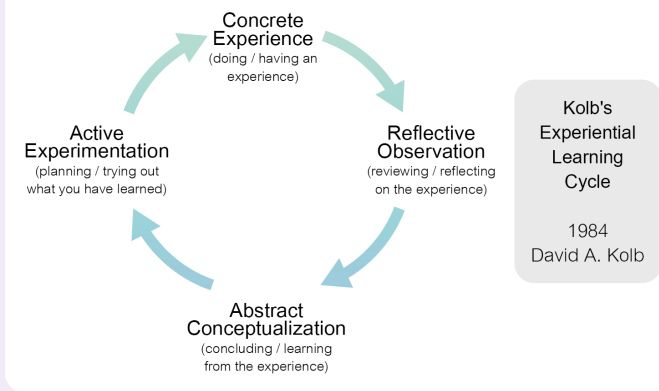 Concrete
Experience
(doing / having an
experience)
Reflective
Observation
(reviewing / reflecting
on the experience)
Abstract
Conceptualization
(concluding / learning
from the experience)
Active
Experimentation
(planning / trying out
what you have learned)
Kolb's
Experiential
Learning
Cycle
1984
David A. Kolb